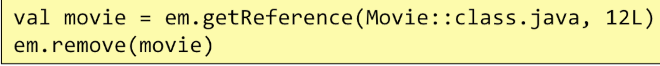 val movie = em.getReference(Movie::class.java, 12L)
em.remove(movie)